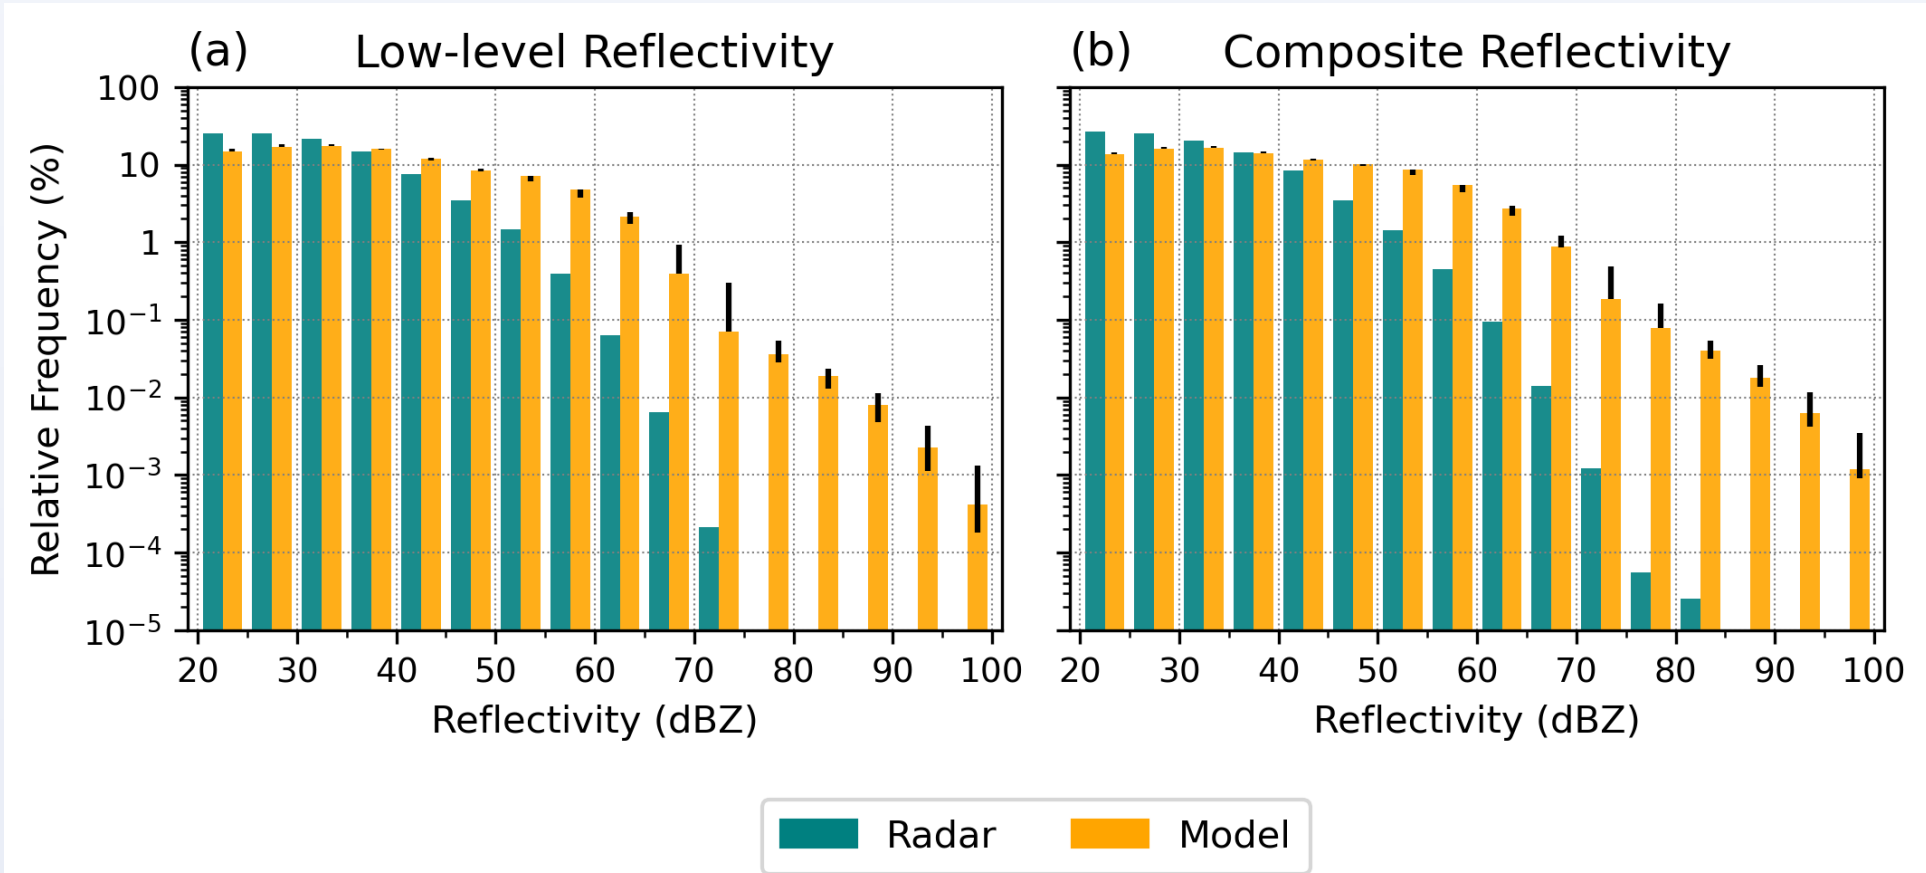 (a) Low-level Reflectivity
(b) Composite Reflectivity
Relative Frequency (%)
100
10
1
10⁻¹
10⁻²
10⁻³
10⁻⁴
10⁻⁵
20 30 40 50 60 70 80 90 100
20 30 40 50 60 70 80 90 100
Reflectivity (dBZ)
Reflectivity (dBZ)
Radar Model